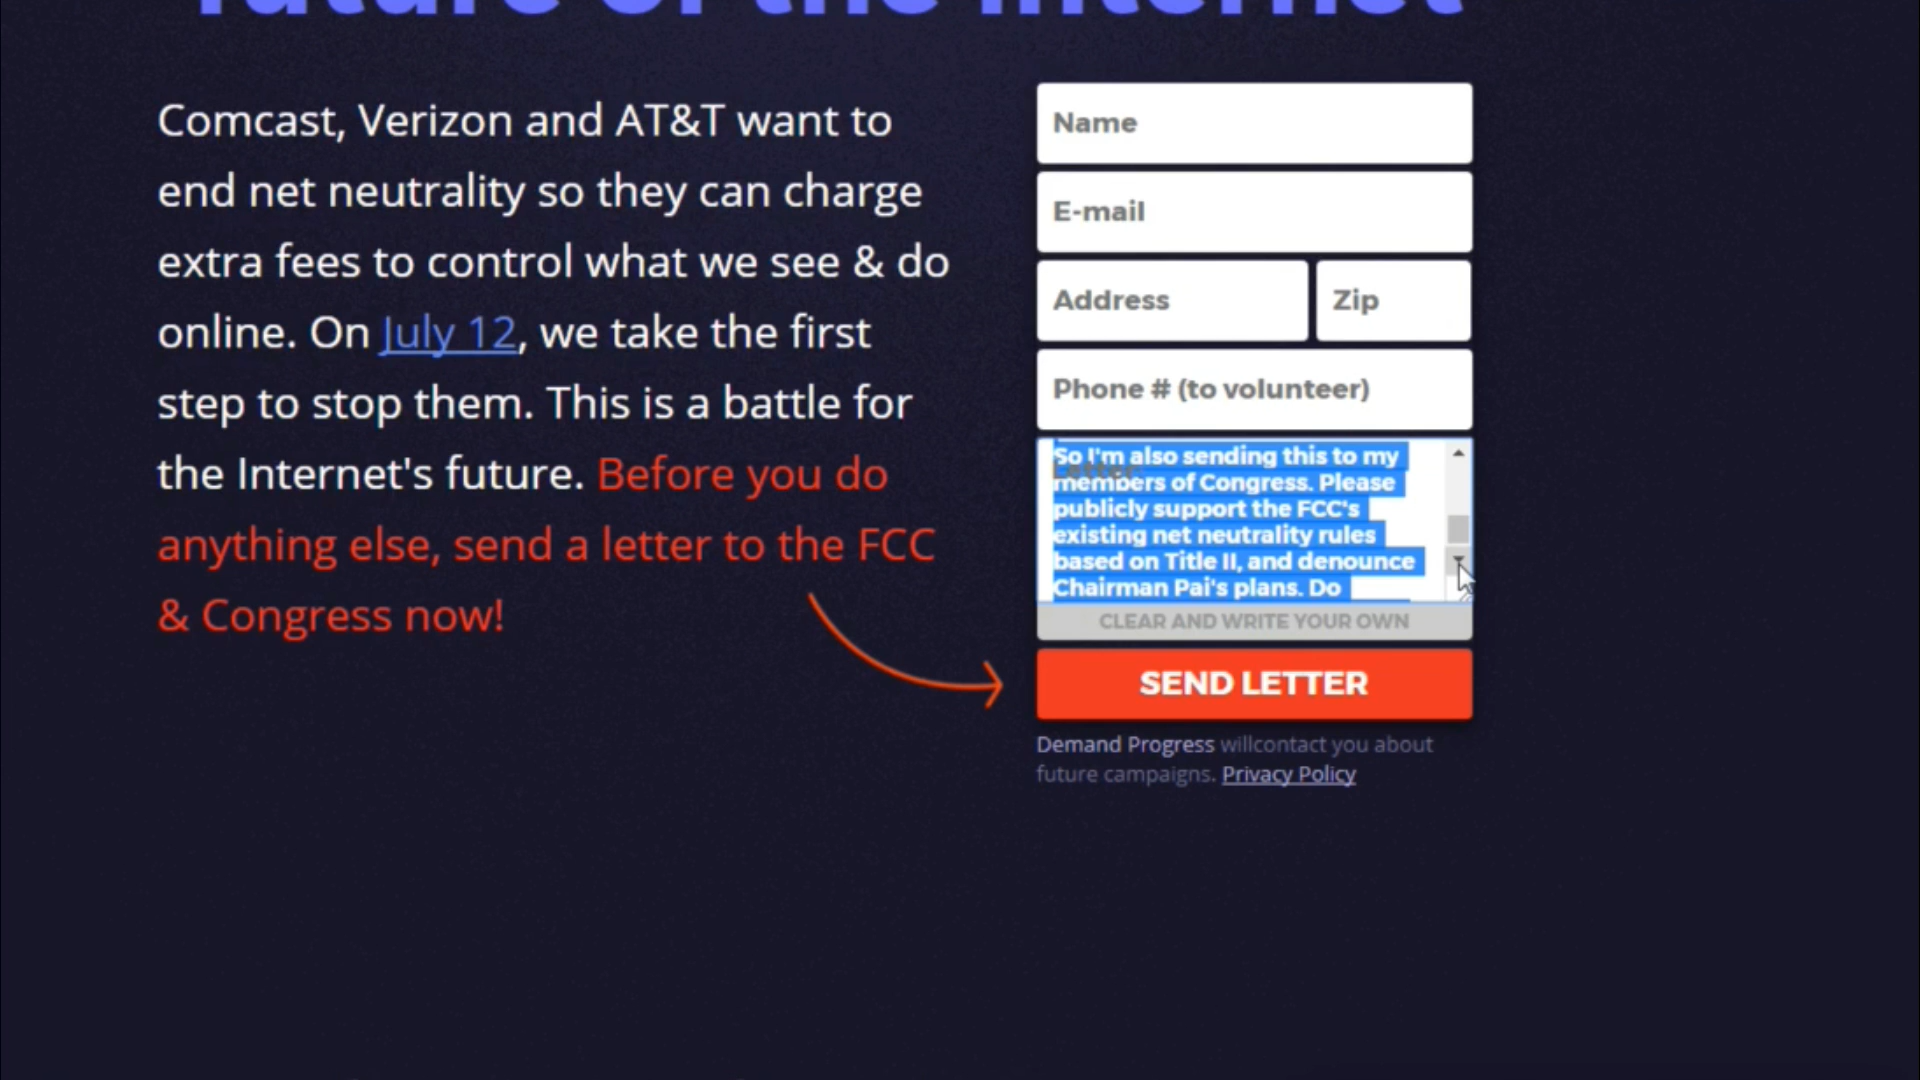 future of the Internet
Comcast, Verizon and AT&T want to
end net neutrality so they can charge
extra fees to control what we see & do
online. On July 12, we take the first
step to stop them. This is a battle for
the Internet's future. Before you do
anything else, send a letter to the FCC
& Congress now!
Name
E-mail
Address
Zip
Phone # (to volunteer)
Letter
So I'm also sending this to my
members of Congress. Please
publicly support the FCC's
existing net neutrality rules
based on Title II, and denounce
Chairman Pai's plans. Do
CLEAR AND WRITE YOUR OWN
SEND LETTER
Demand Progress willcontact you about
future campaigns. Privacy Policy